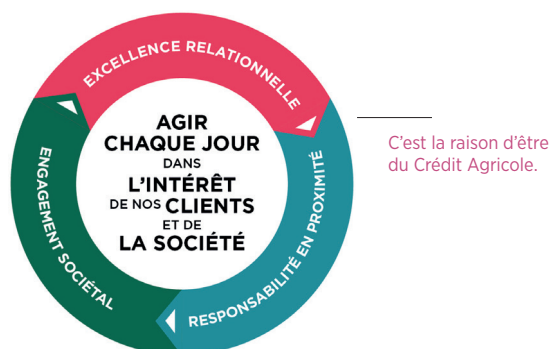 EXCELLENCE RELATIONNELLE
RESPONSABILITÉ EN PROXIMITÉ
ENGAGEMENT SOCIÉTAL
AGIR
CHAQUE JOUR
DANS
L'INTÉRÊT
DE NOS CLIENTS
ET DE
LA SOCIÉTÉ
C'est la raison d'être
du Crédit Agricole.